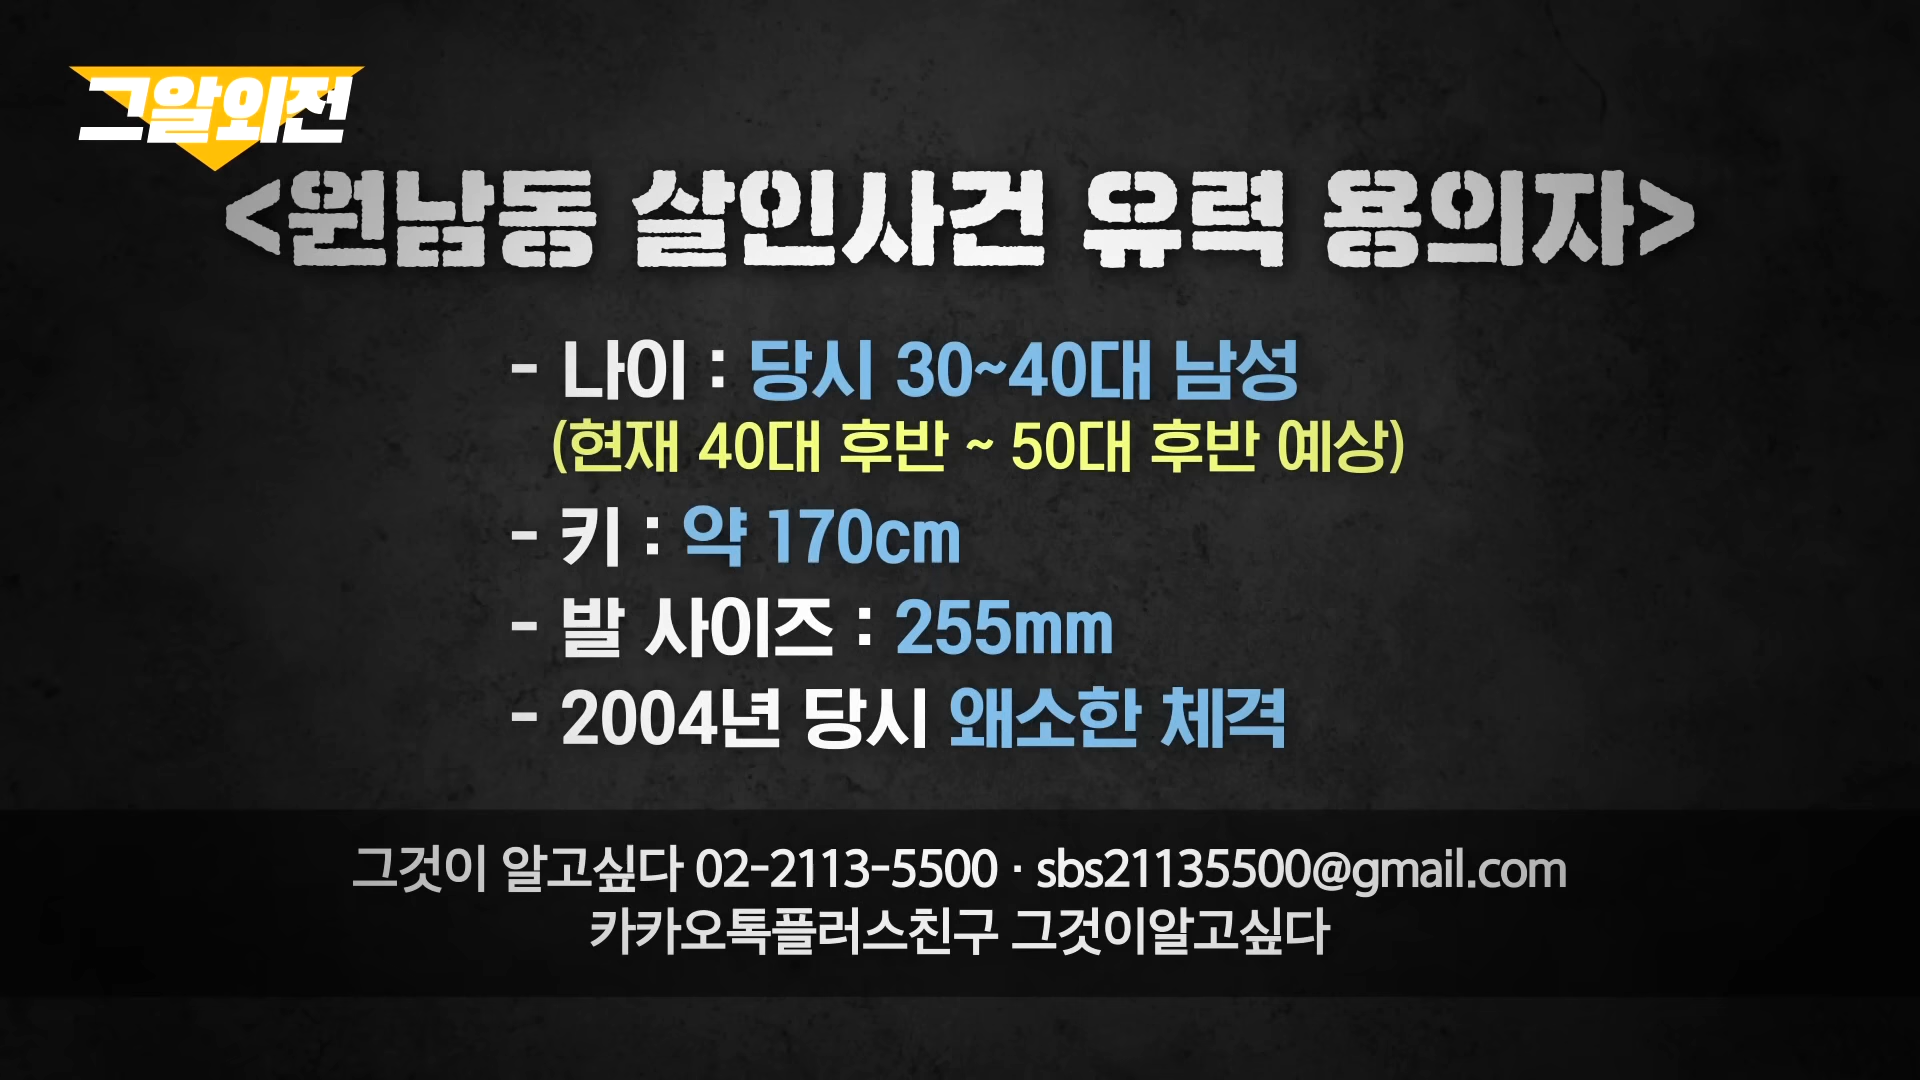 그알외전
<원남동 살인사건 유력 용의자>
- 나이 : 당시 30~40대 남성
(현재 40대 후반 ~ 50대 후반 예상)
- 키 : 약 170cm
- 발 사이즈 : 255mm
- 2004년 당시 왜소한 체격
그것이 알고싶다 02-2113-5500 · sbs21135500@gmail.com
카카오톡플러스친구 그것이알고싶다